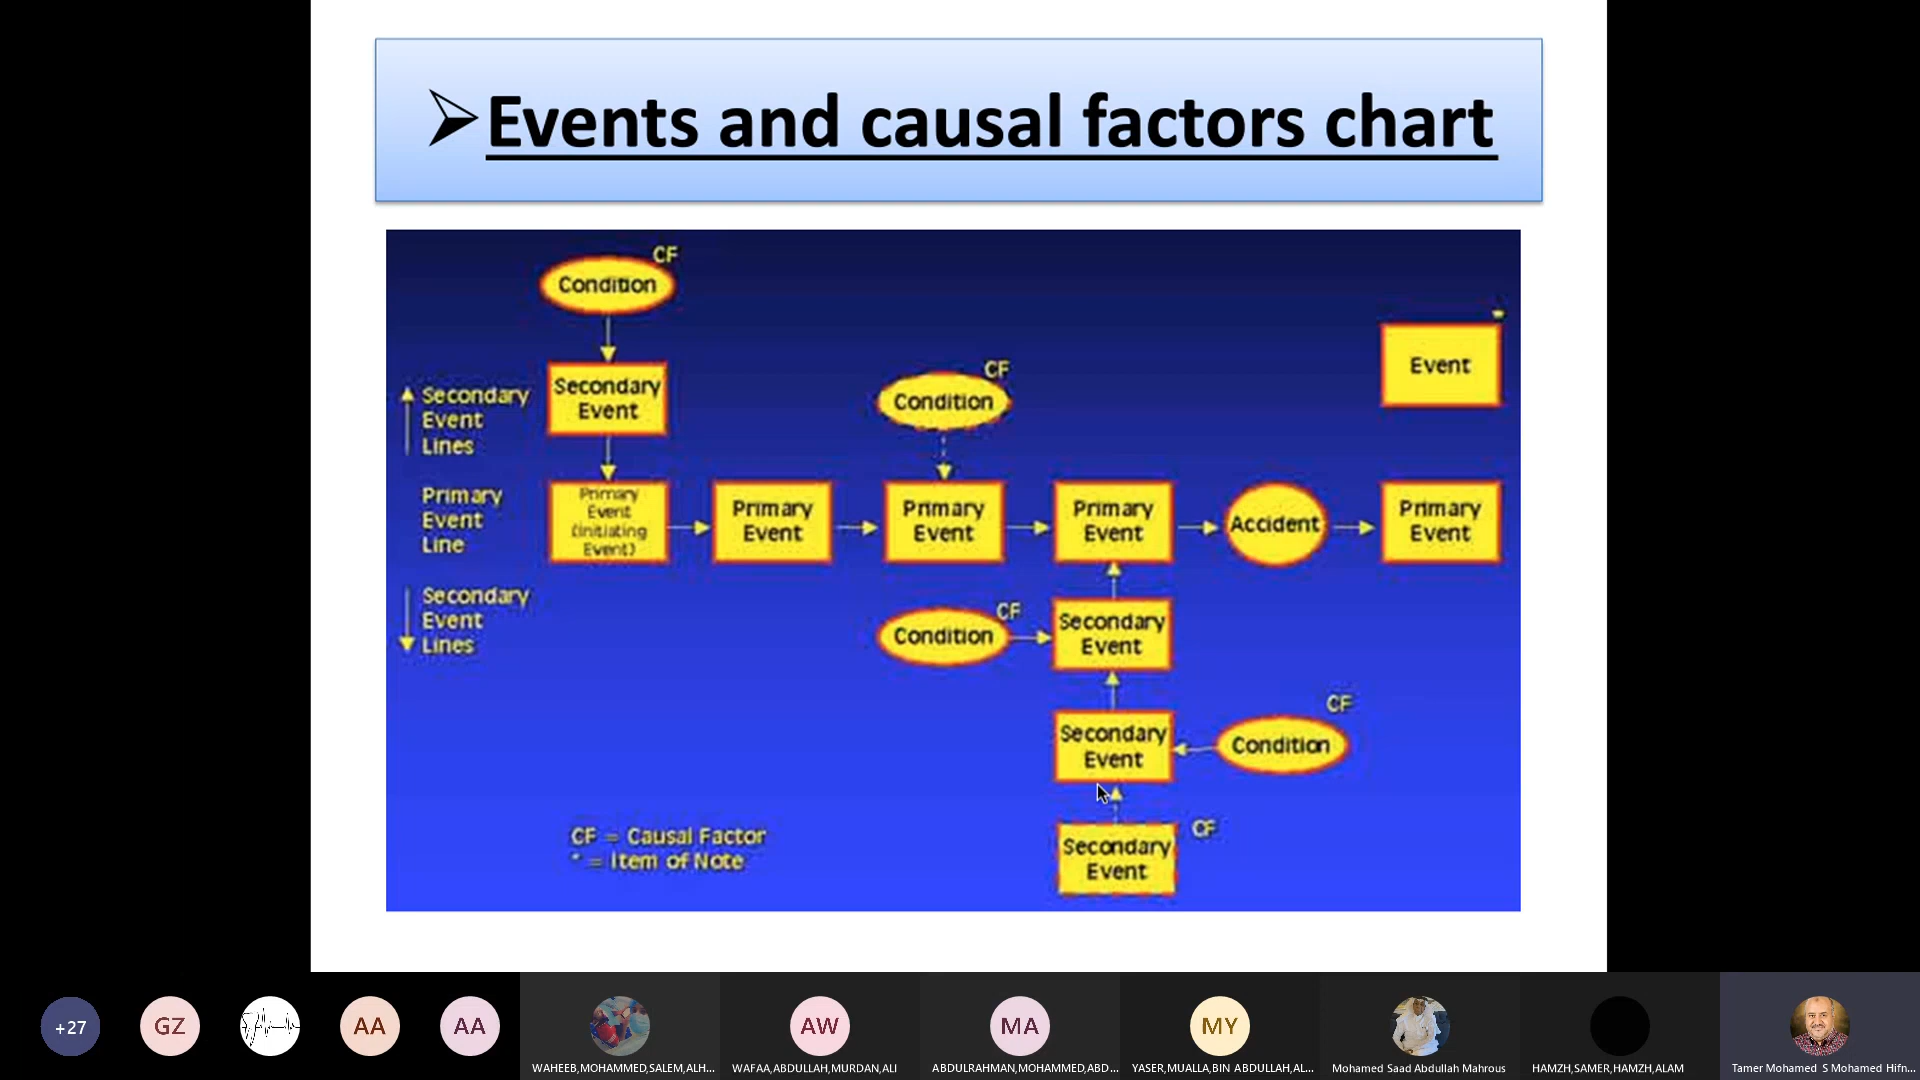 Events and causal factors chart
CF
Condition
Secondary
Event
Secondary
Event
Lines
CF
Condition
Event
Primary
Event
Line
Primary
Event
(Initiating
Event)
Primary
Event
Primary
Event
Primary
Event
Accident
Primary
Event
Secondary
Event
Lines
CF
Condition
Secondary
Event
Secondary
Event
CF
Condition
CF
Secondary
Event
CF = Causal Factor
* = Item of Note
+27
GZ
AA
AA
AW
MA
MY
WAHEEB,MOHAMMED,SALEM,ALH...
WAFAA,ABDULLAH,MURDAN,ALI
ABDULRAHMAN,MOHAMMED,ABD...
YASER,MUALLA,BIN ABDULLAH,AL...
Mohamed Saad Abdullah Mahrous
HAMZH,SAMER,HAMZH,ALAM
Tamer Mohamed S Mohamed Hifn...